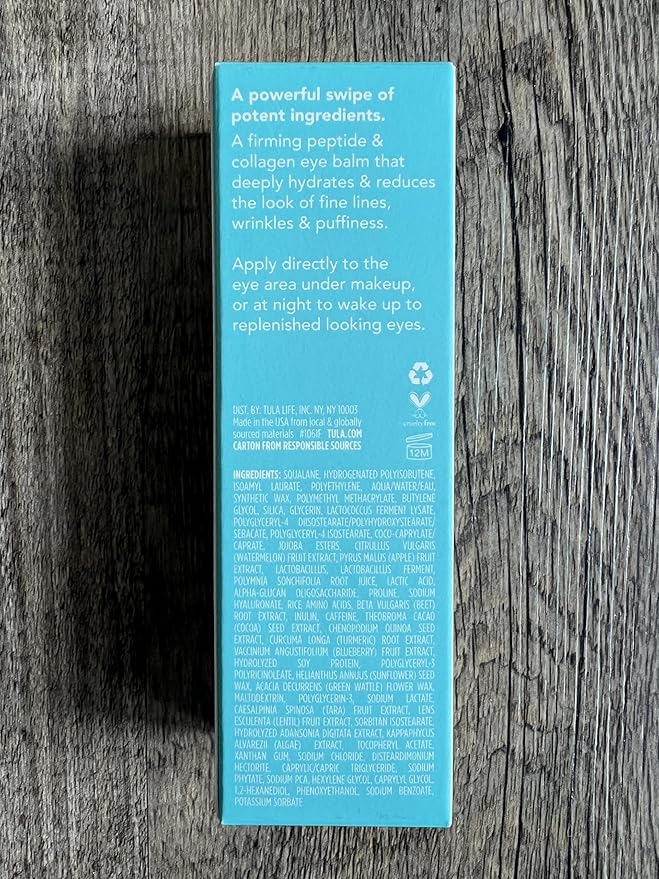 A powerful swipe of
potent ingredients.
A firming peptide &
collagen eye balm that
deeply hydrates & reduces
the look of fine lines,
wrinkles & puffiness.
Apply directly to the
eye area under makeup,
or at night to wake up to
replenished looking eyes.
cruelty free
12M
DIST. BY: TULA LIFE, INC. NY, NY 10003
Made in the USA from local & globally
sourced materials #1061F TULA.COM
CARTON FROM RESPONSIBLE SOURCES
INGREDIENTS: SQUALANE, HYDROGENATED POLYISOBUTENE,
ISOAMYL LAURATE, POLYETHYLENE, AQUA/WATER/EAU,
SYNTHETIC WAX, POLYMETHYL METHACRYLATE, BUTYLENE
GLYCOL, SILICA, GLYCERIN, LACTOCOCCUS FERMENT LYSATE,
POLYGLYCERYL-4 DIISOSTEARATE/POLYHYDROXYSTEARATE/
SEBACATE, POLYGLYCERYL-4 ISOSTEARATE, COCO-CAPRYLATE/
CAPRATE, JOJOBA ESTERS, CITRULLUS VULGARIS
(WATERMELON) FRUIT EXTRACT, PYRUS MALUS (APPLE) FRUIT
EXTRACT, LACTOBACILLUS, LACTOBACILLUS FERMENT,
POLYMNIA SONCHIFOLIA ROOT JUICE, LACTIC ACID,
ALPHA-GLUCAN OLIGOSACCHARIDE, PROLINE, SODIUM
HYALURONATE, RICE AMINO ACIDS, BETA VULGARIS (BEET)
ROOT EXTRACT, INULIN, CAFFEINE, THEOBROMA CACAO
(COCOA) SEED EXTRACT, CHENOPODIUM QUINOA SEED
EXTRACT, CURCUMA LONGA (TURMERIC) ROOT EXTRACT,
VACCINIUM ANGUSTIFOLIUM (BLUEBERRY) FRUIT EXTRACT,
HYDROLYZED SOY PROTEIN, POLYGLYCERYL-3
POLYRICINOLEATE, HELIANTHUS ANNUUS (SUNFLOWER) SEED
WAX, ACACIA DECURRENS (GREEN WATTLE) FLOWER WAX,
MALTODEXTRIN, POLYGLYCERIN-3, SODIUM LACTATE,
CAESALPINIA SPINOSA (TARA) FRUIT EXTRACT, LENS
ESCULENTA (LENTIL) FRUIT EXTRACT, SORBITAN ISOSTEARATE,
HYDROLYZED ADANSONIA DIGITATA EXTRACT, KAPPAPHYCUS
ALVAREZII (ALGAE) EXTRACT, TOCOPHERYL ACETATE,
XANTHAN GUM, SODIUM CHLORIDE, DISTEARDIMONIUM
HECTORITE, CAPRYLIC/CAPRIC TRIGLYCERIDE, SODIUM
PHYTATE, SODIUM PCA, HEXYLENE GLYCOL, CAPRYLYL GLYCOL,
1,2-HEXANEDIOL, PHENOXYETHANOL, SODIUM BENZOATE,
POTASSIUM SORBATE